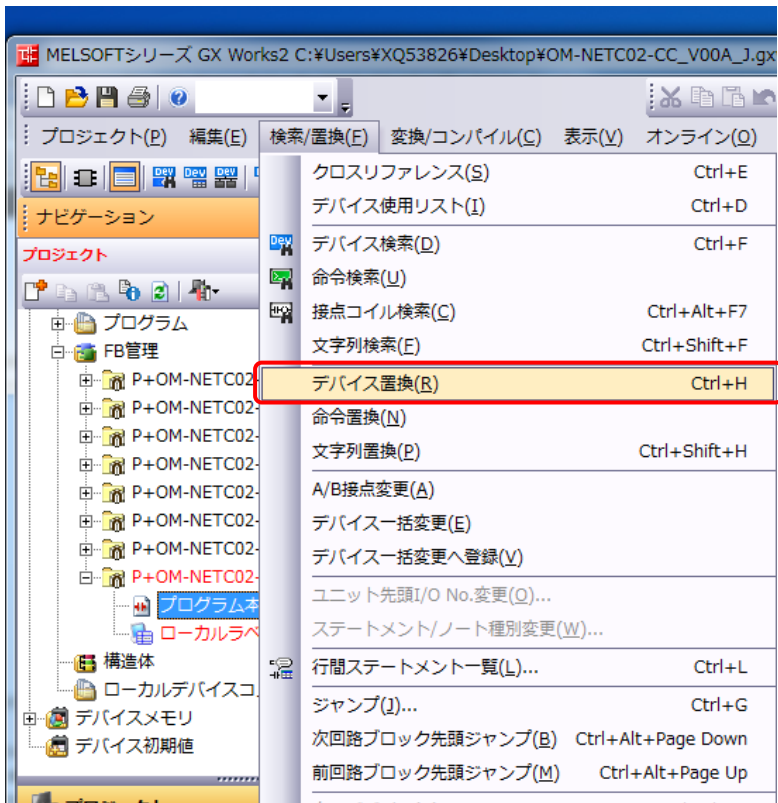 MELSOFTシリーズ GX Works2 C:¥Users¥XQ53826¥Desktop¥OM-NETC02-CC_V00A_J.gx
プロジェクト(P) 編集(E) 検索/置換(F) 変換/コンパイル(C) 表示(V) オンライン(O)
ナビゲーション
プロジェクト
プログラム
FB管理
P+OM-NETC02-
P+OM-NETC02-
P+OM-NETC02-
P+OM-NETC02-
P+OM-NETC02-
P+OM-NETC02-
P+OM-NETC02-
P+OM-NETC02-
プログラム本
ローカルラベ
構造体
ローカルデバイスコ
デバイスメモリ
デバイス初期値
クロスリファレンス(S) Ctrl+E
デバイス使用リスト(I) Ctrl+D
デバイス検索(D) Ctrl+F
命令検索(U)
接点コイル検索(C) Ctrl+Alt+F7
文字列検索(F) Ctrl+Shift+F
デバイス置換(R) Ctrl+H
命令置換(N)
文字列置換(P) Ctrl+Shift+H
A/B接点変更(A)
デバイス一括変更(E)
デバイス一括変更へ登録(V)
ユニット先頭I/O No.変更(O)...
ステートメント/ノート種別変更(W)...
行間ステートメント一覧(L)... Ctrl+L
ジャンプ(J)... Ctrl+G
次回路ブロック先頭ジャンプ(B) Ctrl+Alt+Page Down
前回路ブロック先頭ジャンプ(M) Ctrl+Alt+Page Up